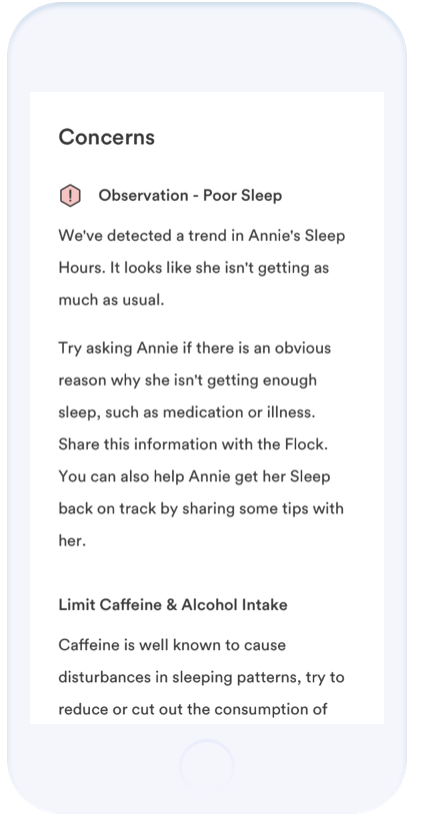 Concerns
Observation - Poor Sleep
We've detected a trend in Annie's Sleep
Hours. It looks like she isn't getting as
much as usual.
Try asking Annie if there is an obvious
reason why she isn't getting enough
sleep, such as medication or illness.
Share this information with the Flock.
You can also help Annie get her Sleep
back on track by sharing some tips with
her.
Limit Caffeine & Alcohol Intake
Caffeine is well known to cause
disturbances in sleeping patterns, try to
reduce or cut out the consumption of